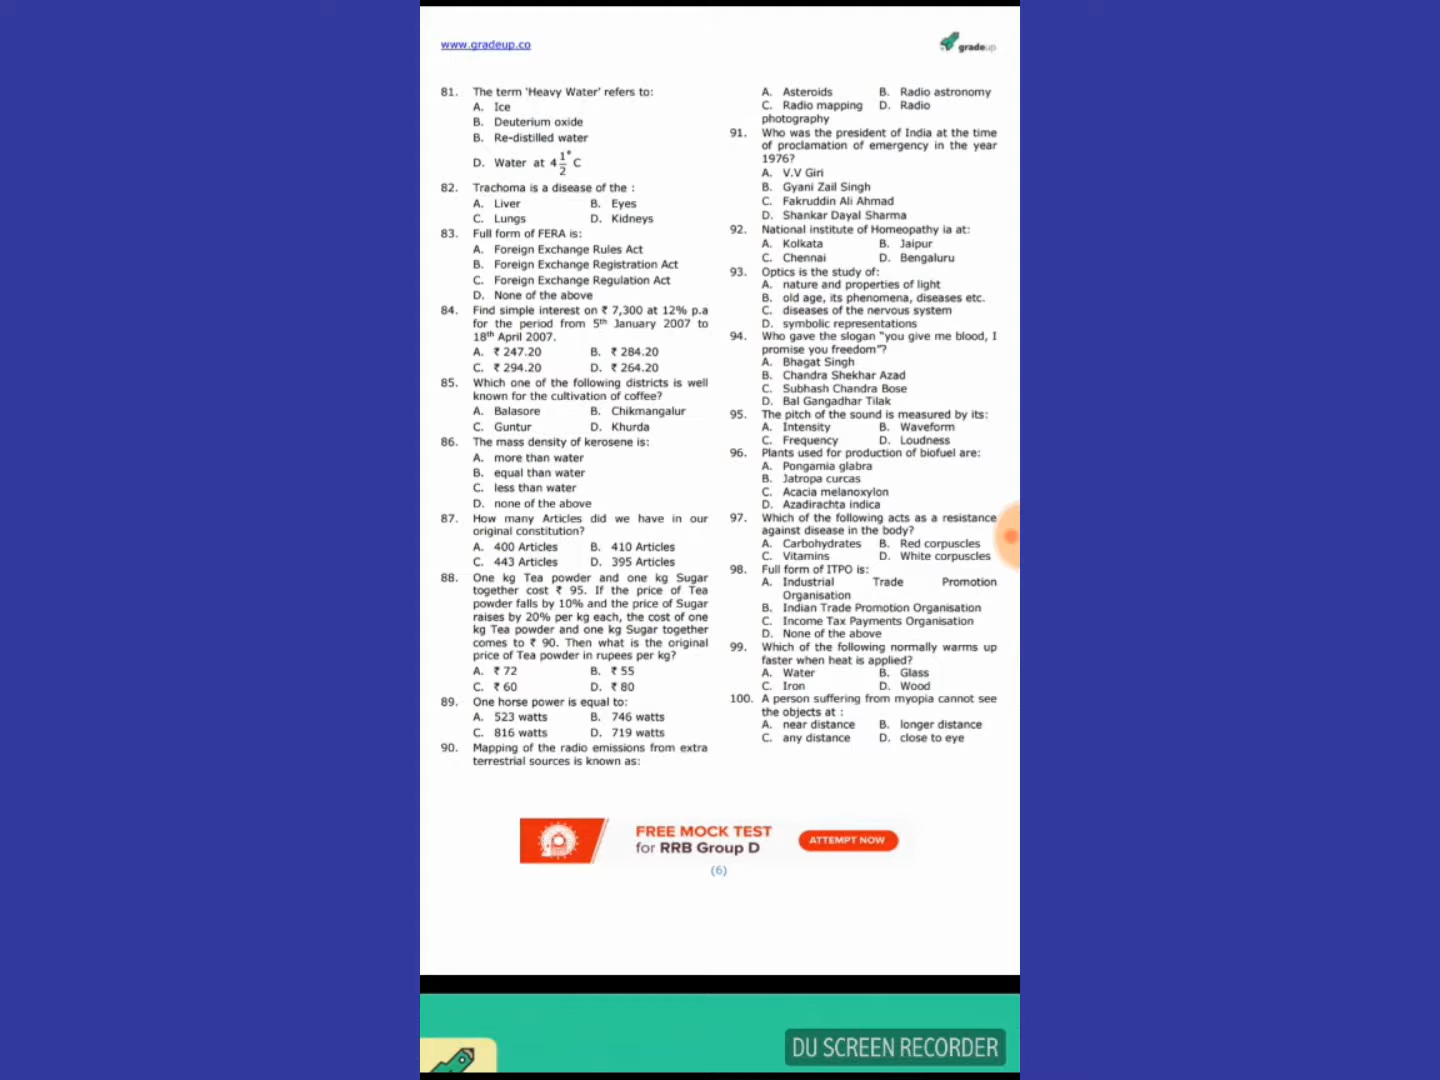 www.gradeup.co
gradeup
81. The term 'Heavy Water' refers to:
A. Ice
B. Deuterium oxide
B. Re-distilled water
D. Water at 4 1/2° C
82. Trachoma is a disease of the :
A. Liver B. Eyes
C. Lungs D. Kidneys
83. Full form of FERA is:
A. Foreign Exchange Rules Act
B. Foreign Exchange Registration Act
C. Foreign Exchange Regulation Act
D. None of the above
84. Find simple interest on ₹ 7,300 at 12% p.a
for the period from 5th January 2007 to
18th April 2007.
A. ₹ 247.20 B. ₹ 284.20
C. ₹ 294.20 D. ₹ 264.20
85. Which one of the following districts is well
known for the cultivation of coffee?
A. Balasore B. Chikmangalur
C. Guntur D. Khurda
86. The mass density of kerosene is:
A. more than water
B. equal than water
C. less than water
D. none of the above
87. How many Articles did we have in our
original constitution?
A. 400 Articles B. 410 Articles
C. 443 Articles D. 395 Articles
88. One kg Tea powder and one kg Sugar
together cost ₹ 95. If the price of Tea
powder falls by 10% and the price of Sugar
raises by 20% per kg each, the cost of one
kg Tea powder and one kg Sugar together
comes to ₹ 90. Then what is the original
price of Tea powder in rupees per kg?
A. ₹ 72 B. ₹ 55
C. ₹ 60 D. ₹ 80
89. One horse power is equal to:
A. 523 watts B. 746 watts
C. 816 watts D. 719 watts
90. Mapping of the radio emissions from extra
terrestrial sources is known as:
A. Asteroids B. Radio astronomy
C. Radio mapping D. Radio
photography
91. Who was the president of India at the time
of proclamation of emergency in the year
1976?
A. V.V Giri
B. Gyani Zail Singh
C. Fakruddin Ali Ahmad
D. Shankar Dayal Sharma
92. National institute of Homeopathy ia at:
A. Kolkata B. Jaipur
C. Chennai D. Bengaluru
93. Optics is the study of:
A. nature and properties of light
B. old age, its phenomena, diseases etc.
C. diseases of the nervous system
D. symbolic representations
94. Who gave the slogan "you give me blood, I
promise you freedom"?
A. Bhagat Singh
B. Chandra Shekhar Azad
C. Subhash Chandra Bose
D. Bal Gangadhar Tilak
95. The pitch of the sound is measured by its:
A. Intensity B. Waveform
C. Frequency D. Loudness
96. Plants used for production of biofuel are:
A. Pongamia glabra
B. Jatropa curcas
C. Acacia melanoxylon
D. Azadirachta indica
97. Which of the following acts as a resistance
against disease in the body?
A. Carbohydrates B. Red corpuscles
C. Vitamins D. White corpuscles
98. Full form of ITPO is:
A. Industrial Trade Promotion
Organisation
B. Indian Trade Promotion Organisation
C. Income Tax Payments Organisation
D. None of the above
99. Which of the following normally warms up
faster when heat is applied?
A. Water B. Glass
C. Iron D. Wood
100. A person suffering from myopia cannot see
the objects at :
A. near distance B. longer distance
C. any distance D. close to eye
FREE MOCK TEST
for RRB Group D
ATTEMPT NOW
(6)
DU SCREEN RECORDER